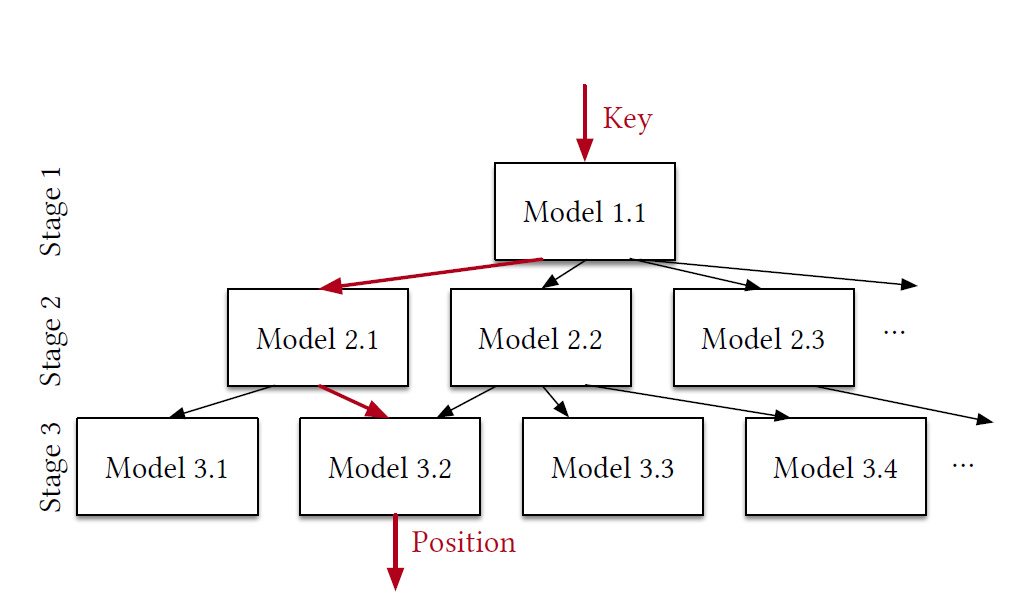 Key
Stage 1
Model 1.1
Stage 2
Model 2.1
Model 2.2
Model 2.3
...
Stage 3
Model 3.1
Model 3.2
Model 3.3
Model 3.4
...
Position